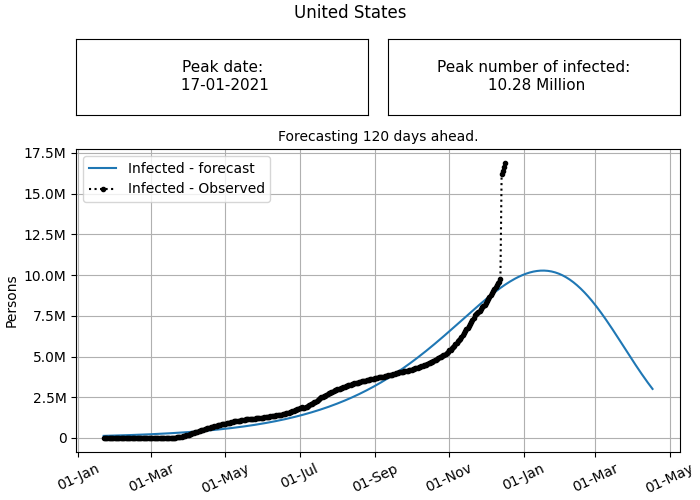 United States
Peak date:
17-01-2021
Peak number of infected:
10.28 Million
Forecasting 120 days ahead.
17.5M
15.0M
12.5M
10.0M
7.5M
5.0M
2.5M
0
Persons
Infected - forecast
Infected - Observed
01-Jan
01-Mar
01-May
01-Jul
01-Sep
01-Nov
01-Jan
01-Mar
01-May